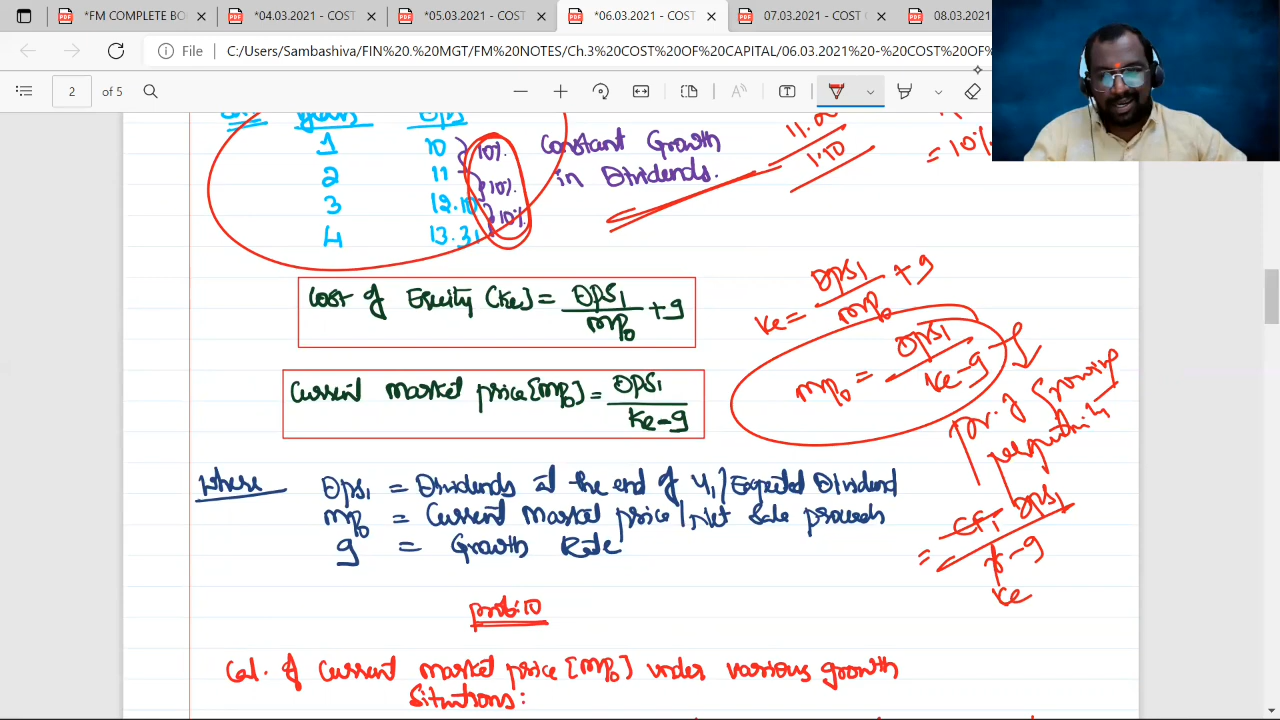 *FM COMPLETE BO
*04.03.2021 - COST
*05.03.2021 - COST
*06.03.2021 - COST
07.03.2021 - COST
08.03.2021
File
C:/Users/Sambashiva/FIN%20.%20MGT/FM%20NOTES/Ch.3%20COST%20OF%20CAPITAL/06.03.2021%20-%20COST%20OF
2 of 5
Years DPS
1 10 } 10%
2 11 } 10%
3 12.10 } 10%
4 13.31
Constant Growth
in Dividends.
1.10
= 10%
Cost of Equity (Ke) = DPS1 / MP0 + g
Current Market price [MP0] = DPS1 / Ke-g
Ke = DPS1 / MP0 + g
MP0 = DPS1 / Ke-g
pv. of Growing
perpetuity
= CF1 DPS1 / r-g
Ke
Where DPS1 = Dividends at the end of Y1/Expected Dividend
MP0 = Current Market price/Net Sale proceeds
g = Growth Rate
prob:10
Cal. of Current Market price [MP0] under various growth
Situations: